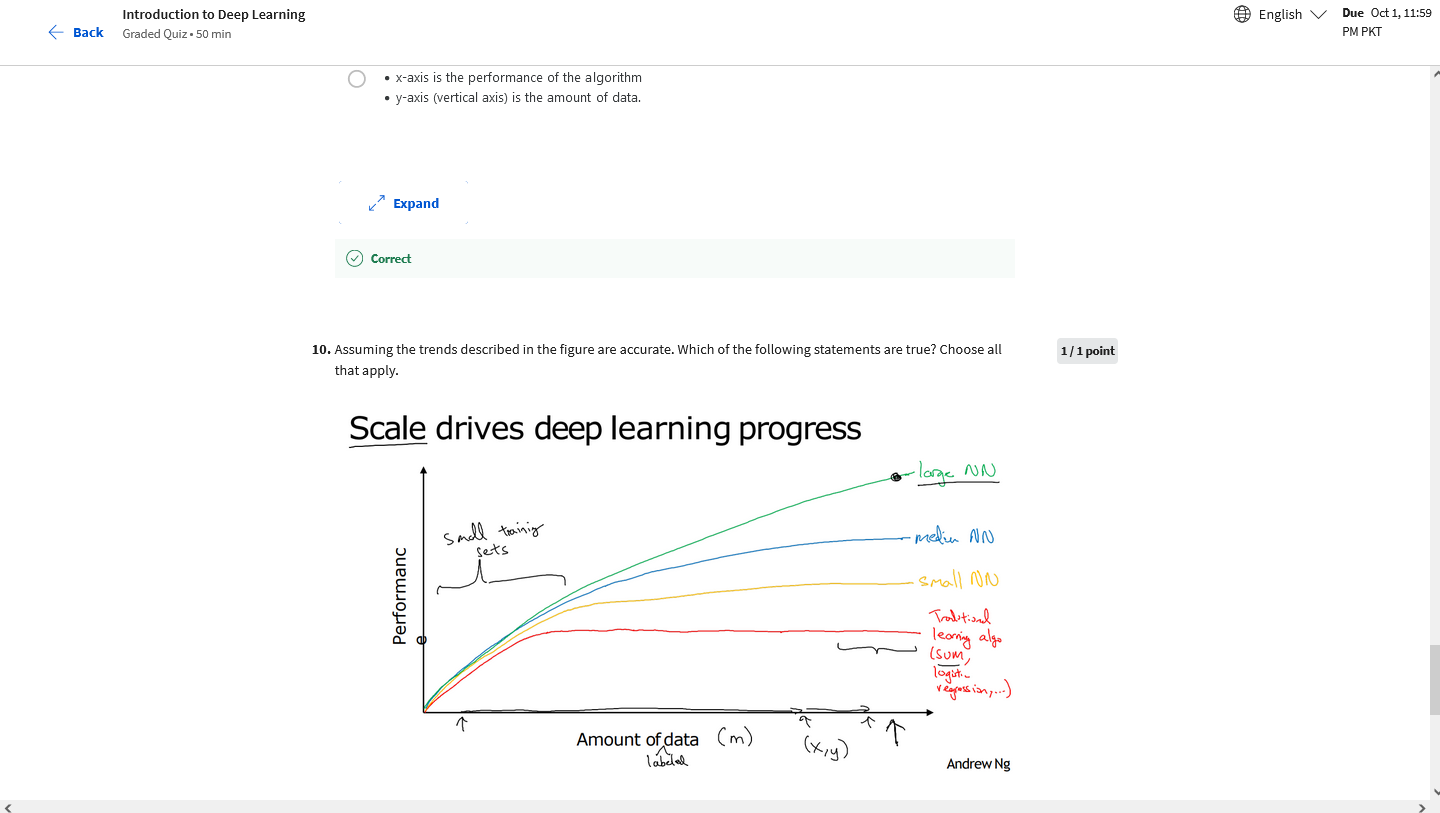 Introduction to Deep Learning
Back
Graded Quiz • 50 min
English
Due Oct 1, 11:59
PM PKT
• x-axis is the performance of the algorithm
• y-axis (vertical axis) is the amount of data.
Expand
Correct
10. Assuming the trends described in the figure are accurate. Which of the following statements are true? Choose all
that apply.
1 / 1 point
Scale drives deep learning progress
large NN
small training
sets
mediu NN
small NN
Performanc
Traditional
learning algo
(SVM,
logistic
regression,...)
Amount of data (m)
labeled
(x,y)
Andrew Ng